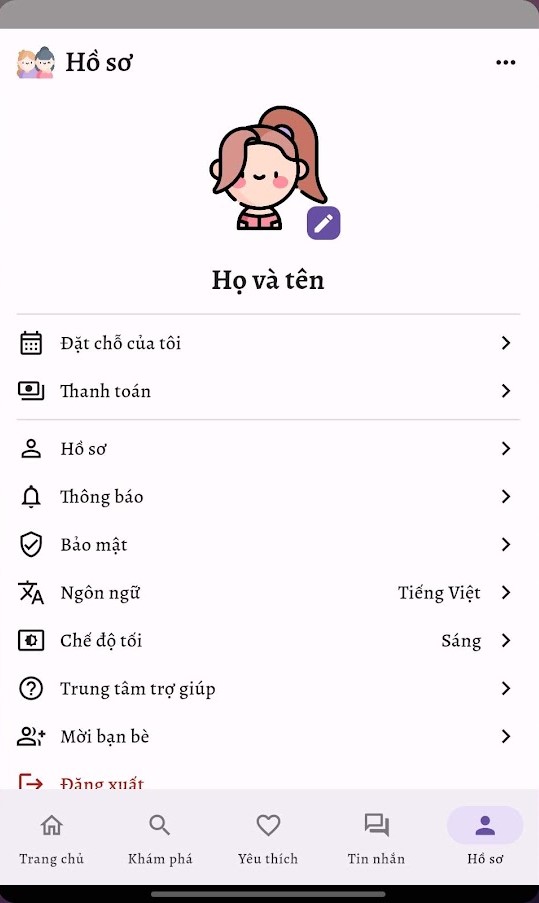 Hồ sơ
Họ và tên
Đặt chỗ của tôi
Thanh toán
Hồ sơ
Thông báo
Bảo mật
Ngôn ngữ Tiếng Việt
Chế độ tối Sáng
Trung tâm trợ giúp
Mời bạn bè
Đăng xuất
Trang chủ Khám phá Yêu thích Tin nhắn Hồ sơ